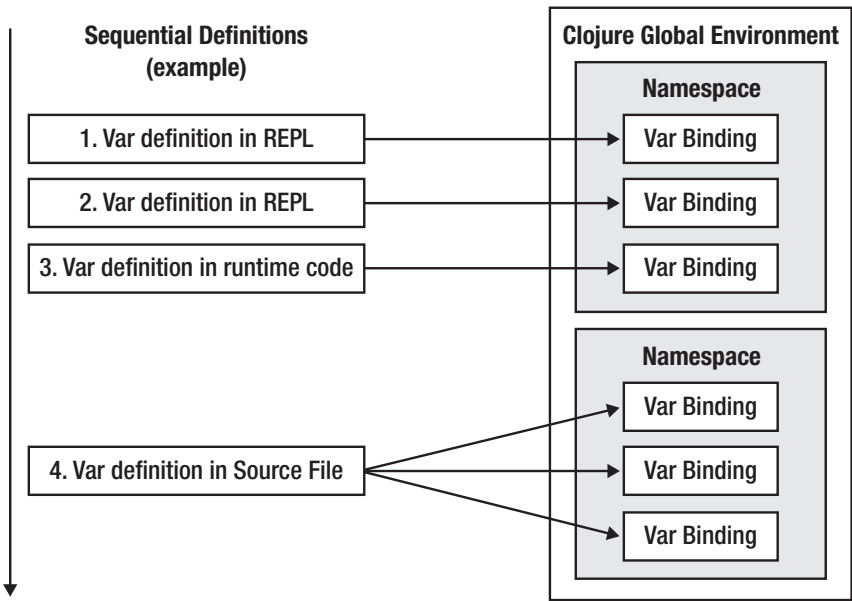 Sequential Definitions
(example)
1. Var definition in REPL
2. Var definition in REPL
3. Var definition in runtime code
4. Var definition in Source File
Clojure Global Environment
Namespace
Var Binding
Var Binding
Var Binding
Namespace
Var Binding
Var Binding
Var Binding